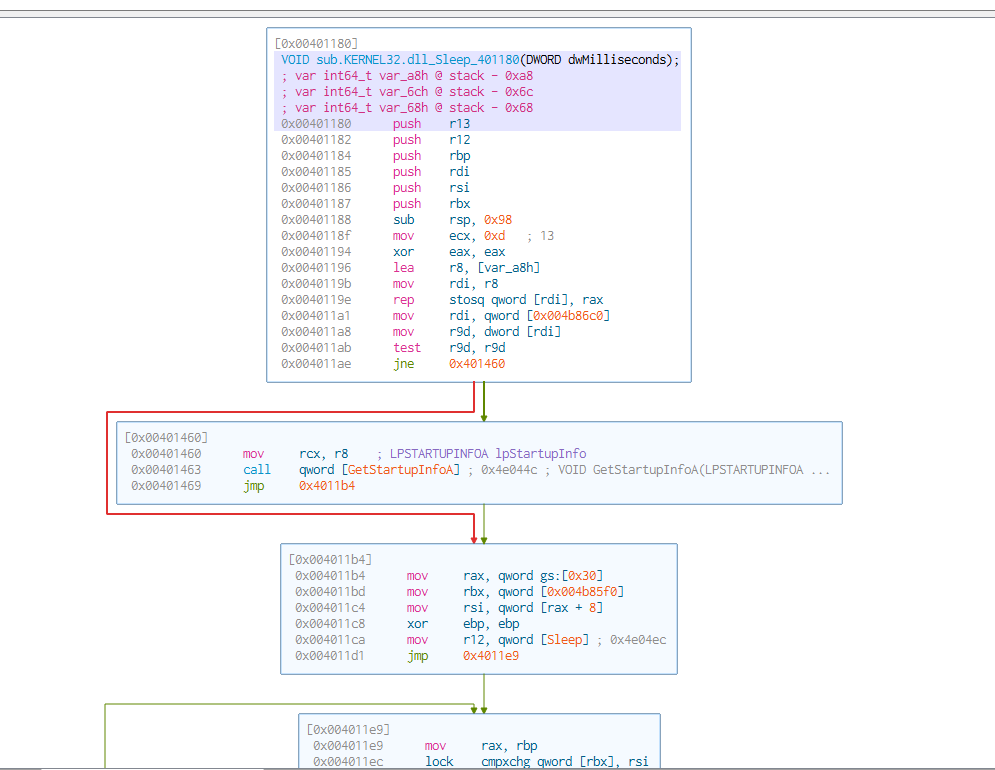 [0x00401180]
VOID sub.KERNEL32.dll_Sleep_401180(DWORD dwMilliseconds);
; var int64_t var_a8h @ stack - 0xa8
; var int64_t var_6ch @ stack - 0x6c
; var int64_t var_68h @ stack - 0x68
0x00401180 push r13
0x00401182 push r12
0x00401184 push rbp
0x00401185 push rdi
0x00401186 push rsi
0x00401187 push rbx
0x00401188 sub rsp, 0x98
0x0040118f mov ecx, 0xd ; 13
0x00401194 xor eax, eax
0x00401196 lea r8, [var_a8h]
0x0040119b mov rdi, r8
0x0040119e rep stosq qword [rdi], rax
0x004011a1 mov rdi, qword [0x004b86c0]
0x004011a8 mov r9d, dword [rdi]
0x004011ab test r9d, r9d
0x004011ae jne 0x401460
[0x00401460]
0x00401460 mov rcx, r8 ; LPSTARTUPINFOA lpStartupInfo
0x00401463 call qword [GetStartupInfoA] ; 0x4e044c ; VOID GetStartupInfoA(LPSTARTUPINFOA ...
0x00401469 jmp 0x4011b4
[0x004011b4]
0x004011b4 mov rax, qword gs:[0x30]
0x004011bd mov rbx, qword [0x004b85f0]
0x004011c4 mov rsi, qword [rax + 8]
0x004011c8 xor ebp, ebp
0x004011ca mov r12, qword [Sleep] ; 0x4e04ec
0x004011d1 jmp 0x4011e9
[0x004011e9]
0x004011e9 mov rax, rbp
0x004011ec lock cmpxchg qword [rbx], rsi